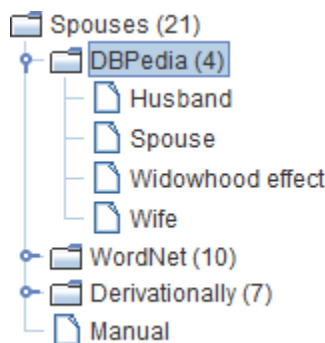 Spouses (21)
DBPedia (4)
Husband
Spouse
Widowhood effect
Wife
WordNet (10)
Derivationally (7)
Manual